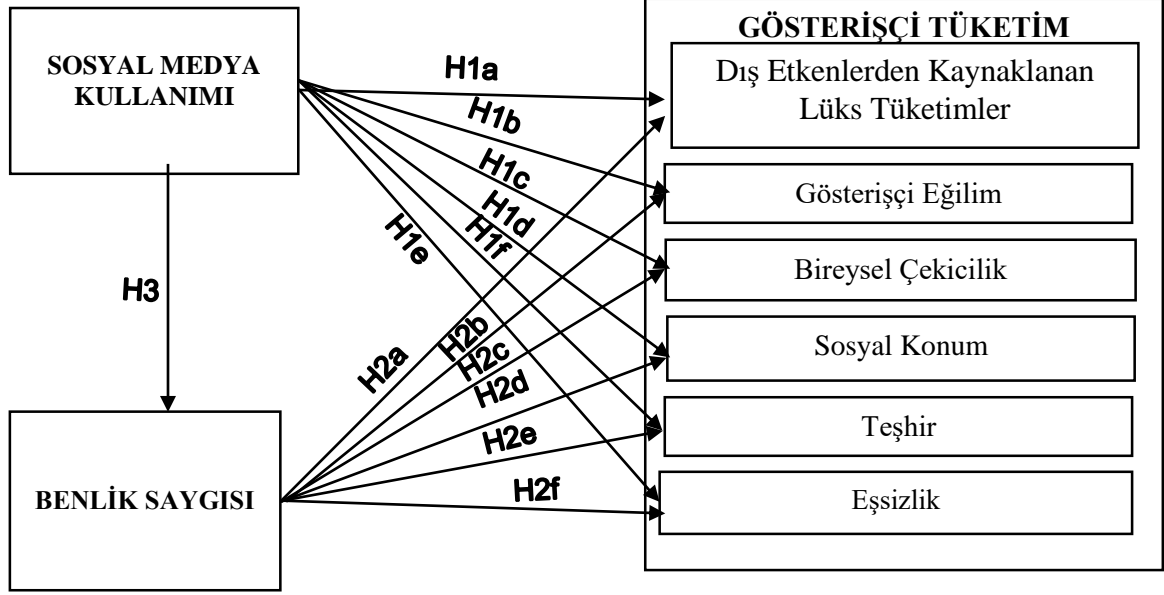 SOSYAL MEDYA
KULLANIMI
GÖSTERİŞÇİ TÜKETİM
Dış Etkenlerden Kaynaklanan
Lüks Tüketimler
Gösterişçi Eğilim
Bireysel Çekicilik
Sosyal Konum
Teşhir
Eşsizlik
H1a
H1b
H1c
H1d
H1f
H1e
H3
H2a
H2b
H2c
H2d
H2e
H2f
BENLİK SAYGISI